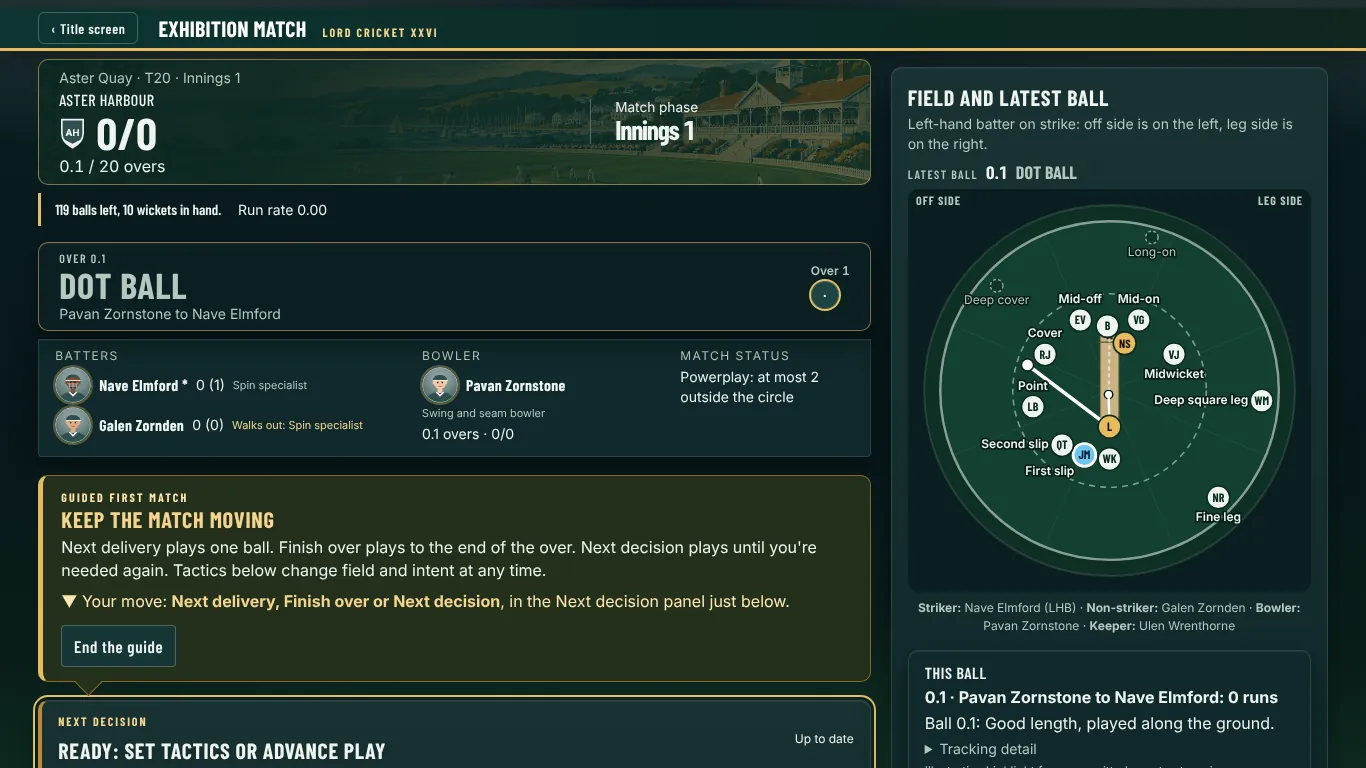 ‹ Title screen
EXHIBITION MATCH
LORD CRICKET XXVI
Aster Quay · T20 · Innings 1
ASTER HARBOUR
AH 0/0
0.1 / 20 overs
Match phase
Innings 1
119 balls left, 10 wickets in hand. Run rate 0.00
OVER 0.1
DOT BALL
Pavan Zornstone to Nave Elmford
Over 1
·
BATTERS
Nave Elmford * 0 (1) Spin specialist
Galen Zornden 0 (0) Walks out: Spin specialist
BOWLER
Pavan Zornstone
Swing and seam bowler
0.1 overs · 0/0
MATCH STATUS
Powerplay: at most 2
outside the circle
GUIDED FIRST MATCH
KEEP THE MATCH MOVING
Next delivery plays one ball. Finish over plays to the end of the over. Next decision plays until you're
needed again. Tactics below change field and intent at any time.
▼ Your move: Next delivery, Finish over or Next decision, in the Next decision panel just below.
End the guide
NEXT DECISION
READY: SET TACTICS OR ADVANCE PLAY
Up to date
FIELD AND LATEST BALL
Left-hand batter on strike: off side is on the left, leg side is
on the right.
LATEST BALL 0.1 DOT BALL
OFF SIDE
LEG SIDE
Long-on
Deep cover
Mid-off
Mid-on
EV
B
VG
NS
Cover
RJ
VJ
Midwicket
Point
LB
Deep square leg WM
L
Second slip QT
JM
WK
First slip
NR
Fine leg
Striker: Nave Elmford (LHB) · Non-striker: Galen Zornden · Bowler:
Pavan Zornstone · Keeper: Ulen Wrenthorne
THIS BALL
0.1 · Pavan Zornstone to Nave Elmford: 0 runs
Ball 0.1: Good length, played along the ground.
▶ Tracking detail